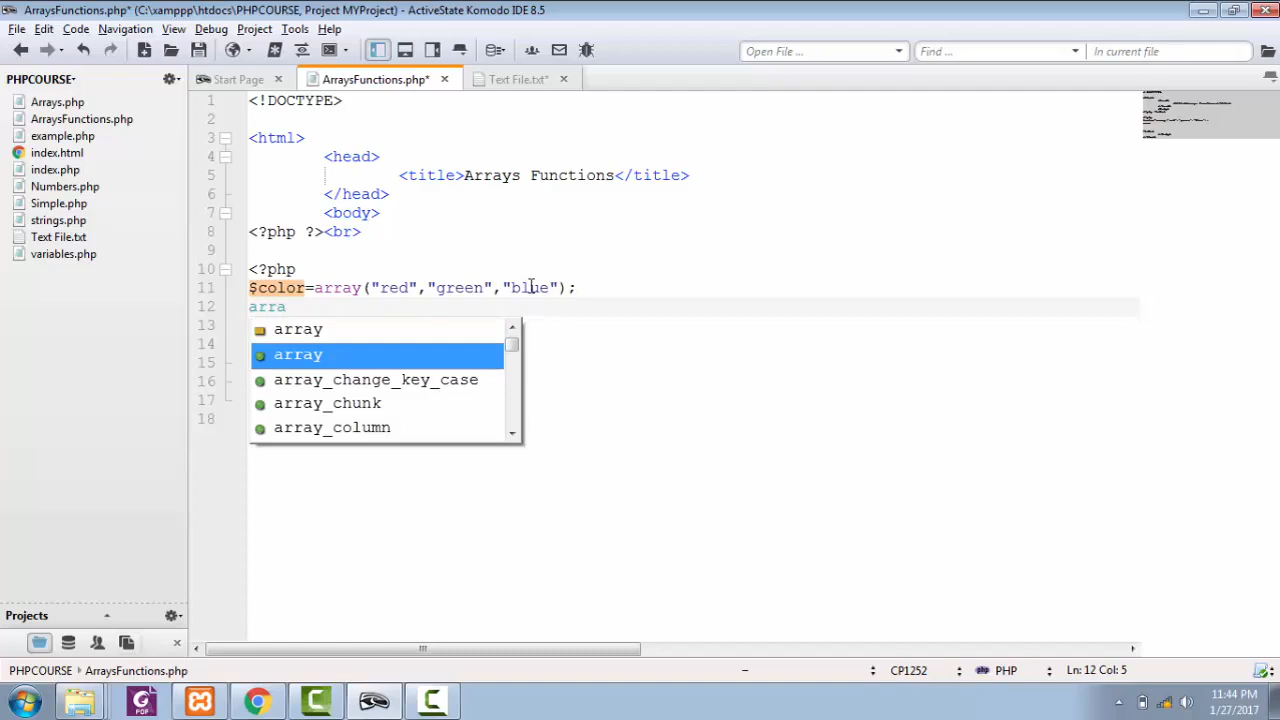 ArraysFunctions.php* (C:\xamppp\htdocs\PHPCOURSE, Project MYProject) - ActiveState Komodo IDE 8.5
File Edit Code Navigation View Debug Project Tools Help
Open File... Find... In current file
PHPCOURSE
Start Page ArraysFunctions.php* Text File.txt*
Arrays.php
ArraysFunctions.php
example.php
index.html
index.php
Numbers.php
Simple.php
strings.php
Text File.txt
variables.php
1 <!DOCTYPE>
2
3 <html>
4 <head>
5 <title>Arrays Functions</title>
6 </head>
7 <body>
8 <?php ?><br>
9
10 <?php
11 $color=array("red","green","blue");
12 arra
13 array
14 array
15 array_change_key_case
16 array_chunk
17 array_column
18
Projects
PHPCOURSE ArraysFunctions.php
CP1252 PHP Ln: 12 Col: 5
11:44 PM
1/27/2017